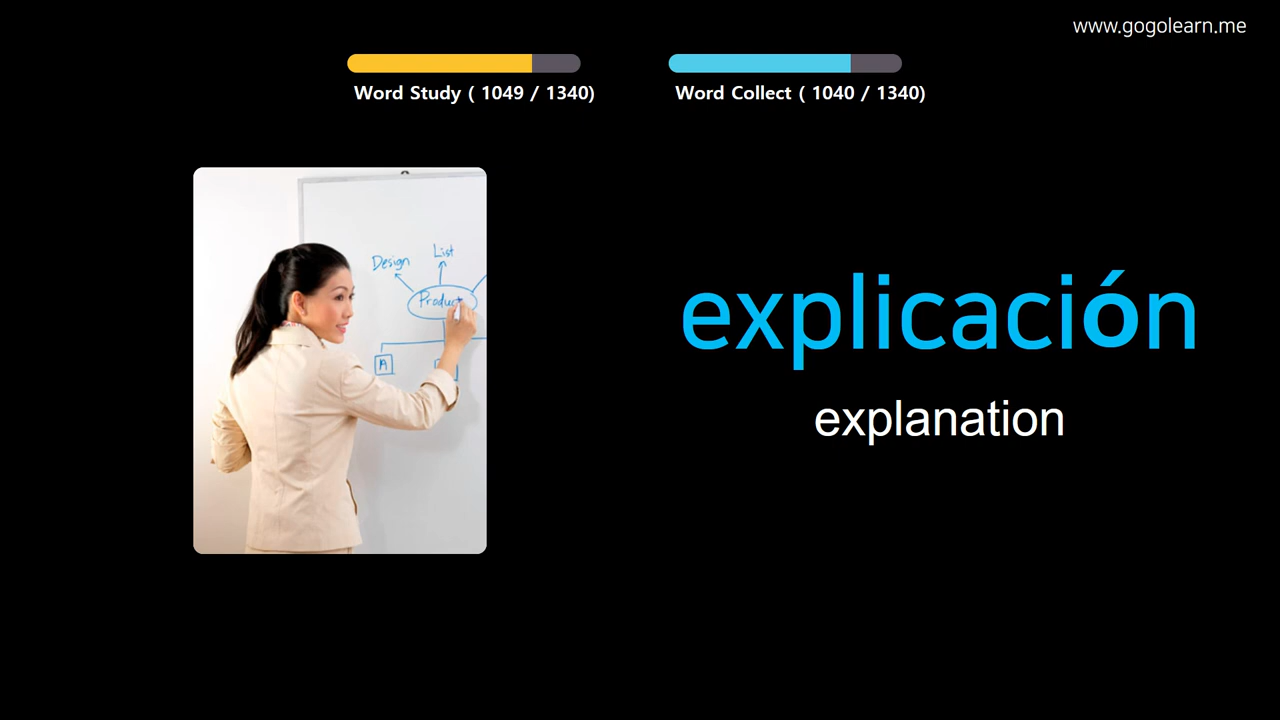 www.gogolearn.me
Word Study ( 1049 / 1340)
Word Collect ( 1040 / 1340)
Design
List
Product
A
explicación
explanation